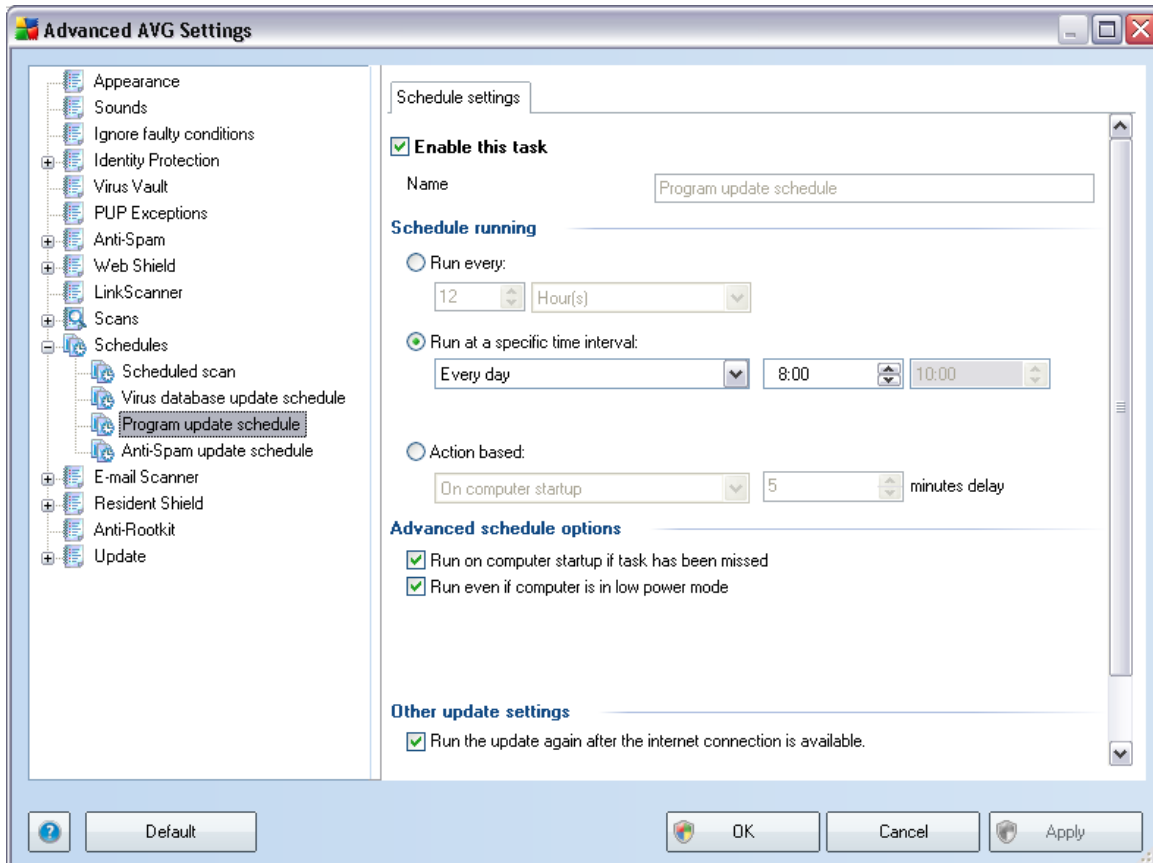 Advanced AVG Settings
Appearance
Sounds
Ignore faulty conditions
Identity Protection
Virus Vault
PUP Exceptions
Anti-Spam
Web Shield
LinkScanner
Scans
Schedules
Scheduled scan
Virus database update schedule
Program update schedule
Anti-Spam update schedule
E-mail Scanner
Resident Shield
Anti-Rootkit
Update
Schedule settings
Enable this task
Name Program update schedule
Schedule running
Run every:
12 Hour(s)
Run at a specific time interval:
Every day 8:00 10:00
Action based:
On computer startup 5 minutes delay
Advanced schedule options
Run on computer startup if task has been missed
Run even if computer is in low power mode
Other update settings
Run the update again after the internet connection is available.
? Default OK Cancel Apply